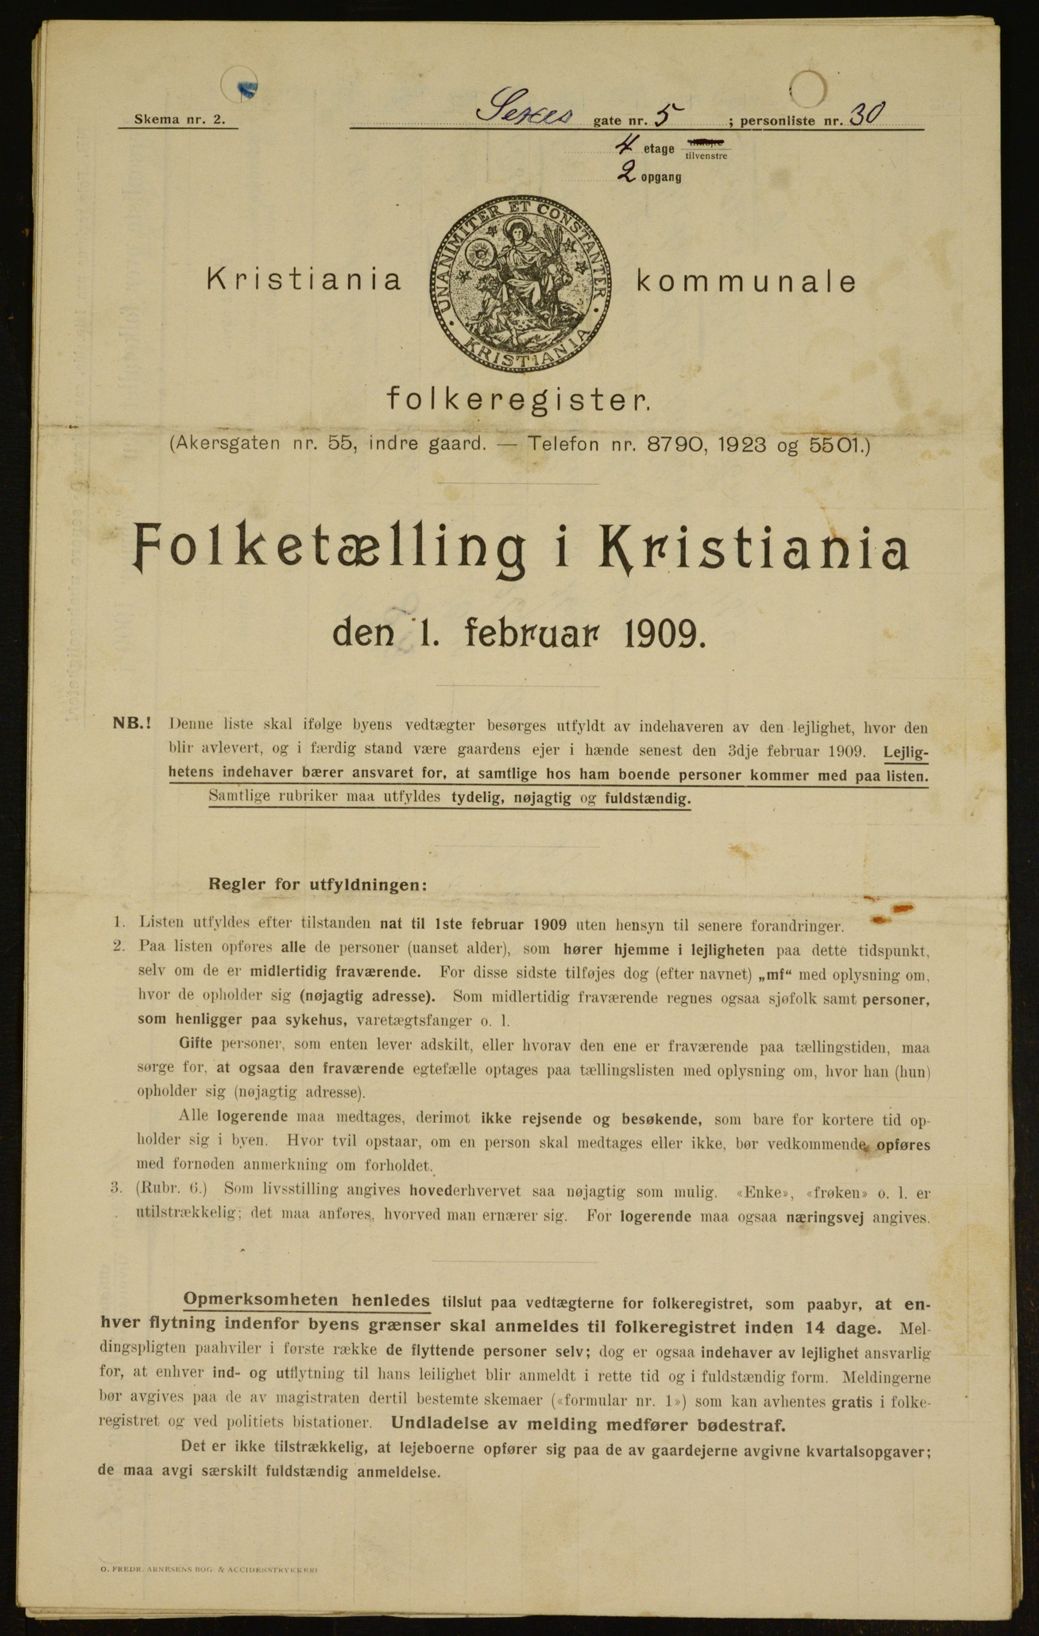 Skema nr. 2.
Sexes gate nr. 5 ; personliste nr. 30
4 etage
tilvenstre
2 opgang
UNANIMITER ET CONSTANTER
KRISTIANIA
Kristiania kommunale
folkeregister.
(Akersgaten nr. 55, indre gaard. — Telefon nr. 8790, 1923 og 5501.)
Folketælling i Kristiania
den 1. februar 1909.
NB.! Denne liste skal ifølge byens vedtægter besørges utfyldt av indehaveren av den lejlighet, hvor den
blir avlevert, og i færdig stand være gaardens ejer i hænde senest den 3dje februar 1909. Lejlig-
hetens indehaver bærer ansvaret for, at samtlige hos ham boende personer kommer med paa listen.
Samtlige rubriker maa utfyldes tydelig, nøjagtig og fuldstændig.
Regler for utfyldningen:
1. Listen utfyldes efter tilstanden nat til 1ste februar 1909 uten hensyn til senere forandringer.
2. Paa listen opføres alle de personer (uanset alder), som hører hjemme i lejligheten paa dette tidspunkt,
selv om de er midlertidig fraværende. For disse sidste tilføjes dog (efter navnet) „mf“ med oplysning om,
hvor de opholder sig (nøjagtig adresse). Som midlertidig fraværende regnes ogsaa sjøfolk samt personer,
som henligger paa sykehus, varetægtsfanger o. l.
Gifte personer, som enten lever adskilt, eller hvorav den ene er fraværende paa tællingstiden, maa
sørge for, at ogsaa den fraværende egtefælle optages paa tællingslisten med oplysning om, hvor han (hun)
opholder sig (nøjagtig adresse).
Alle logerende maa medtages, derimot ikke rejsende og besøkende, som bare for kortere tid op-
holder sig i byen. Hvor tvil opstaar, om en person skal medtages eller ikke, bør vedkommende opføres
med fornøden anmerkning om forholdet.
3. (Rubr. 6.) Som livsstilling angives hovederhvervet saa nøjagtig som mulig. «Enke», «frøken» o. l. er
utilstrækkelig; det maa anføres, hvorved man ernærer sig. For logerende maa ogsaa næringsvej angives.
Opmerksomheten henledes tilslut paa vedtægterne for folkeregistret, som paabyr, at en-
hver flytning indenfor byens grænser skal anmeldes til folkeregistret inden 14 dage. Mel-
dingspligten paahviler i første række de flyttende personer selv; dog er ogsaa indehaver av lejlighet ansvarlig
for, at enhver ind- og utflytning til hans leilighet blir anmeldt i rette tid og i fuldstændig form. Meldingerne
bør avgives paa de av magistraten dertil bestemte skemaer («formular nr. 1») som kan avhentes gratis i folke-
registret og ved politiets bistationer. Undladelse av melding medfører bødestraf.
Det er ikke tilstrækkelig, at lejeboerne opfører sig paa de av gaardejerne avgivne kvartalsopgaver;
de maa avgi særskilt fuldstændig anmeldelse.
O. FREDR. ARNESENS BOG- & ACCIDENSTRYKKERI